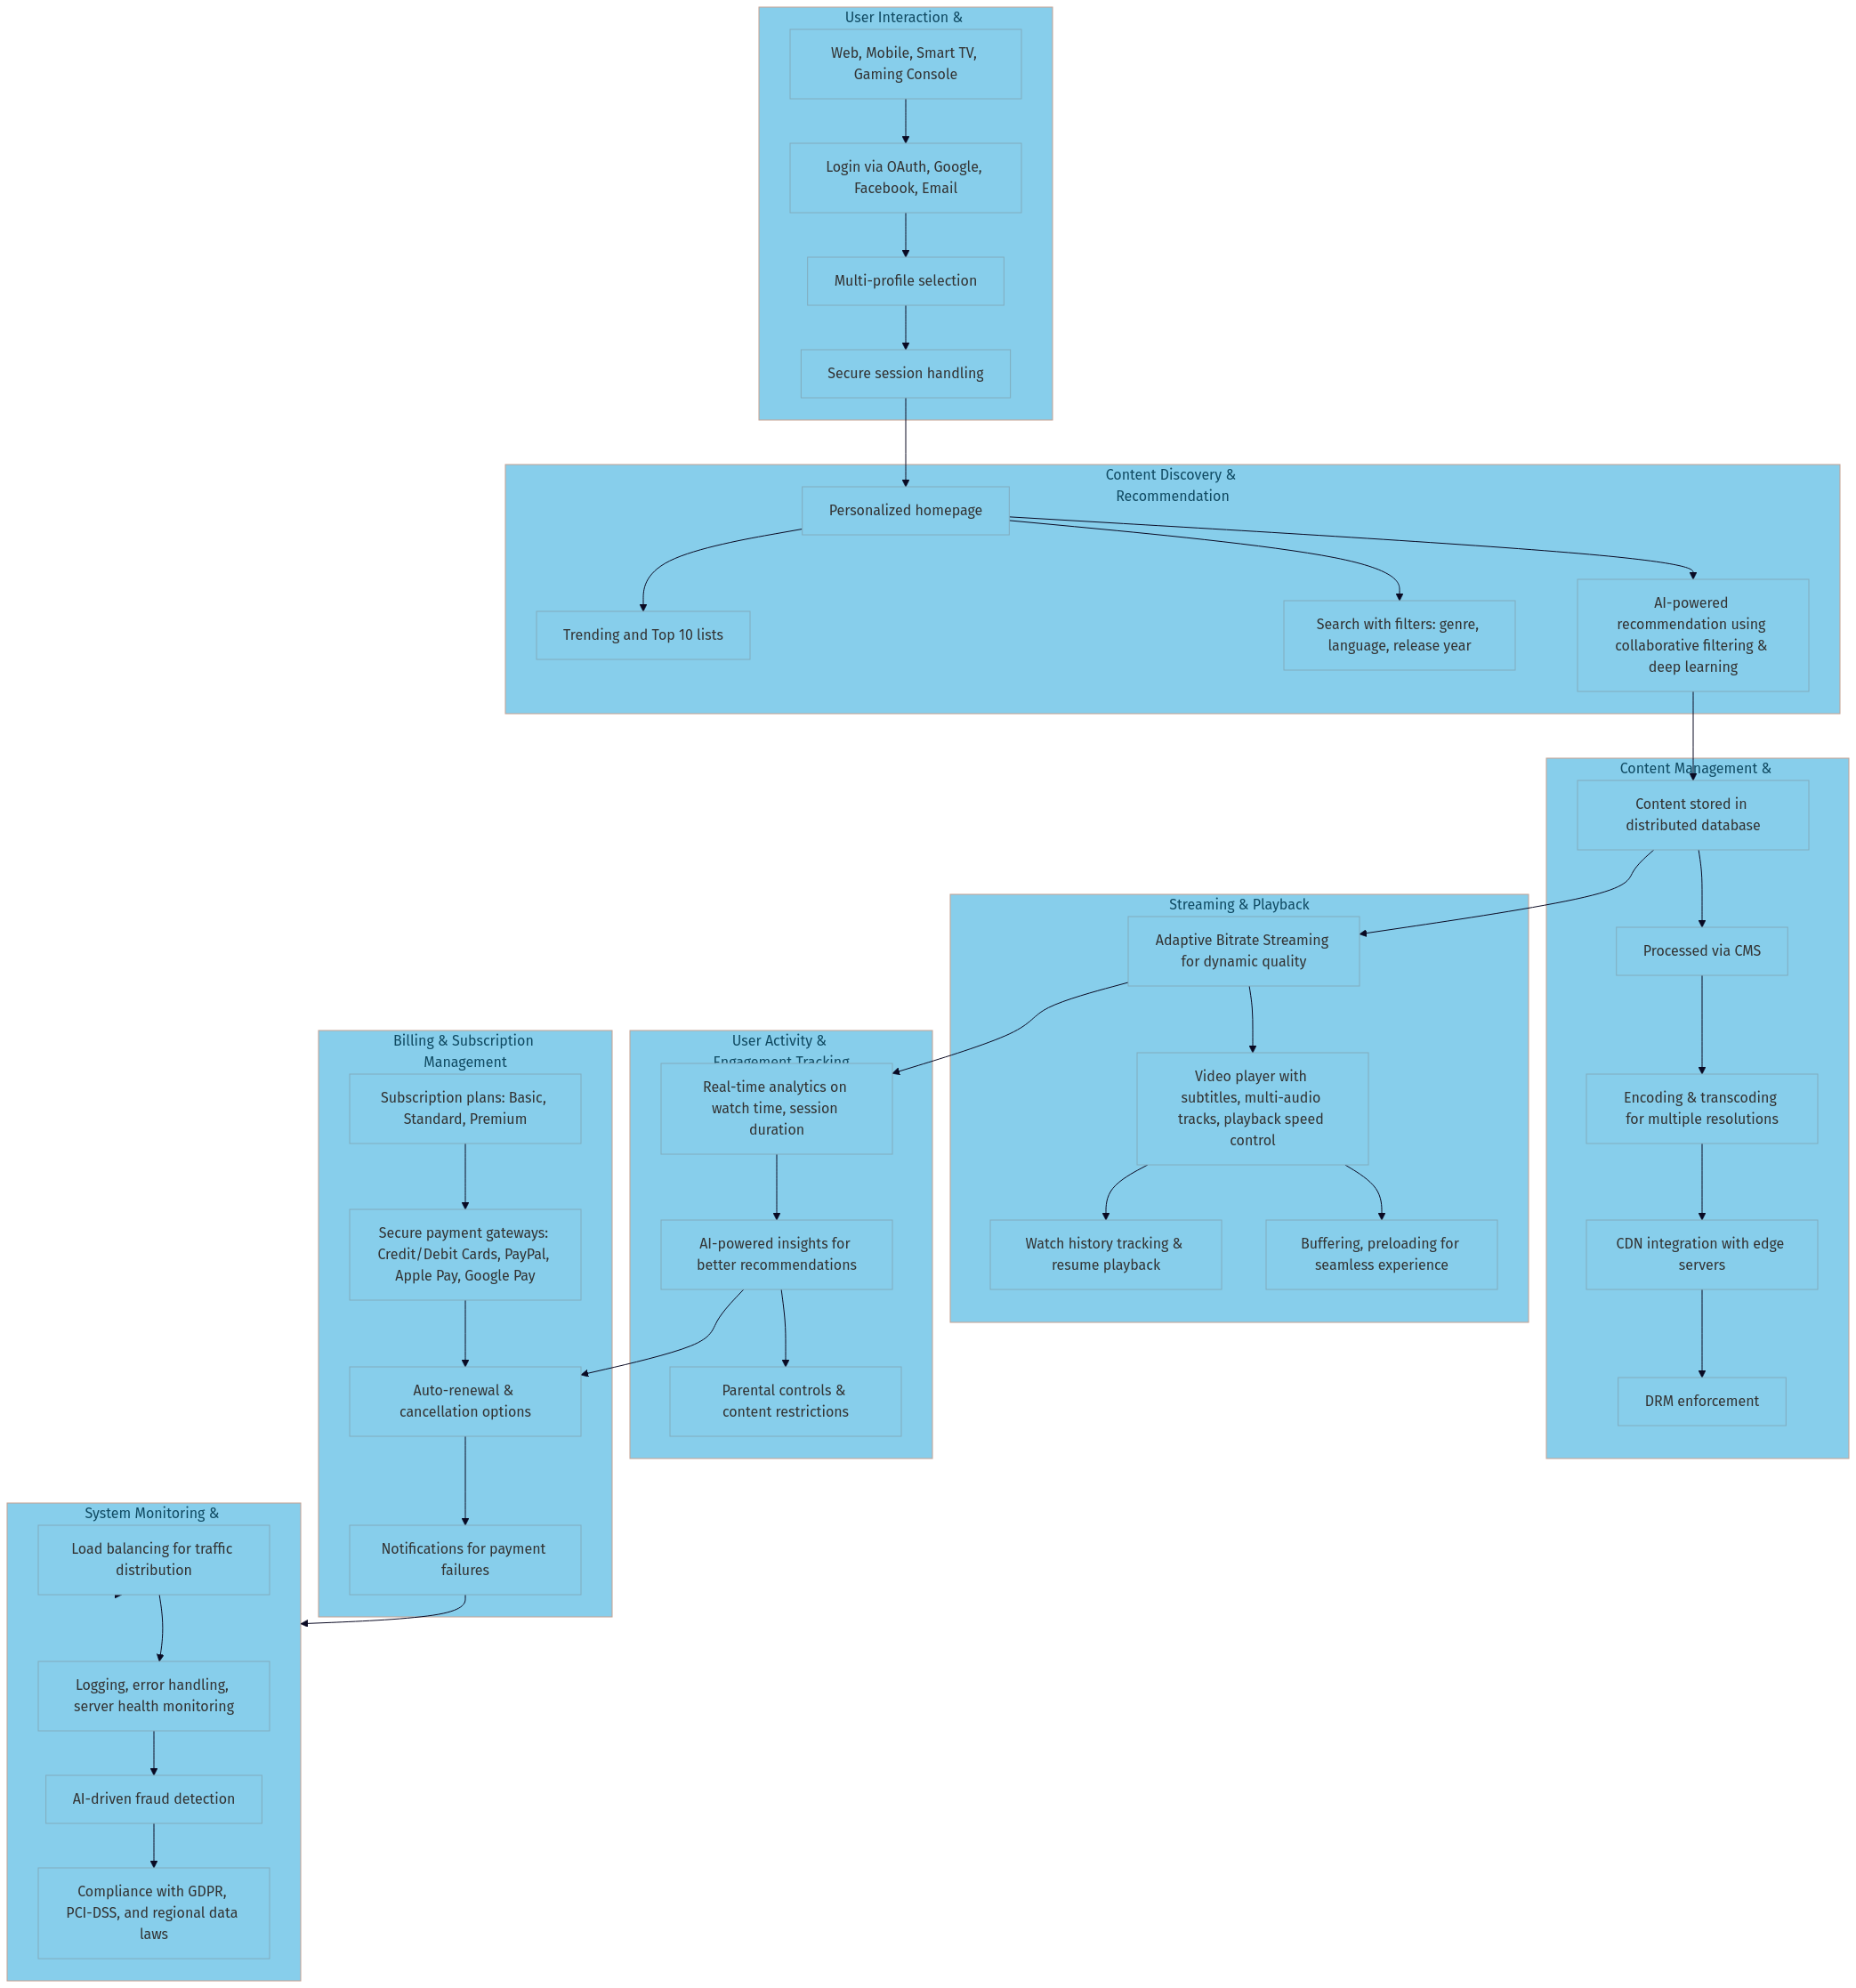 User Interaction &
Web, Mobile, Smart TV,
Gaming Console
Login via OAuth, Google,
Facebook, Email
Multi-profile selection
Secure session handling
Content Discovery &
Recommendation
Personalized homepage
Trending and Top 10 lists
Search with filters: genre,
language, release year
AI-powered
recommendation using
collaborative filtering &
deep learning
Content Management &
Content stored in
distributed database
Processed via CMS
Encoding & transcoding
for multiple resolutions
CDN integration with edge
servers
DRM enforcement
Streaming & Playback
Adaptive Bitrate Streaming
for dynamic quality
Video player with
subtitles, multi-audio
tracks, playback speed
control
Watch history tracking &
resume playback
Buffering, preloading for
seamless experience
User Activity &
Engagement Tracking
Real-time analytics on
watch time, session
duration
AI-powered insights for
better recommendations
Parental controls &
content restrictions
Billing & Subscription
Management
Subscription plans: Basic,
Standard, Premium
Secure payment gateways:
Credit/Debit Cards, PayPal,
Apple Pay, Google Pay
Auto-renewal &
cancellation options
Notifications for payment
failures
System Monitoring &
Load balancing for traffic
distribution
Logging, error handling,
server health monitoring
AI-driven fraud detection
Compliance with GDPR,
PCI-DSS, and regional data
laws